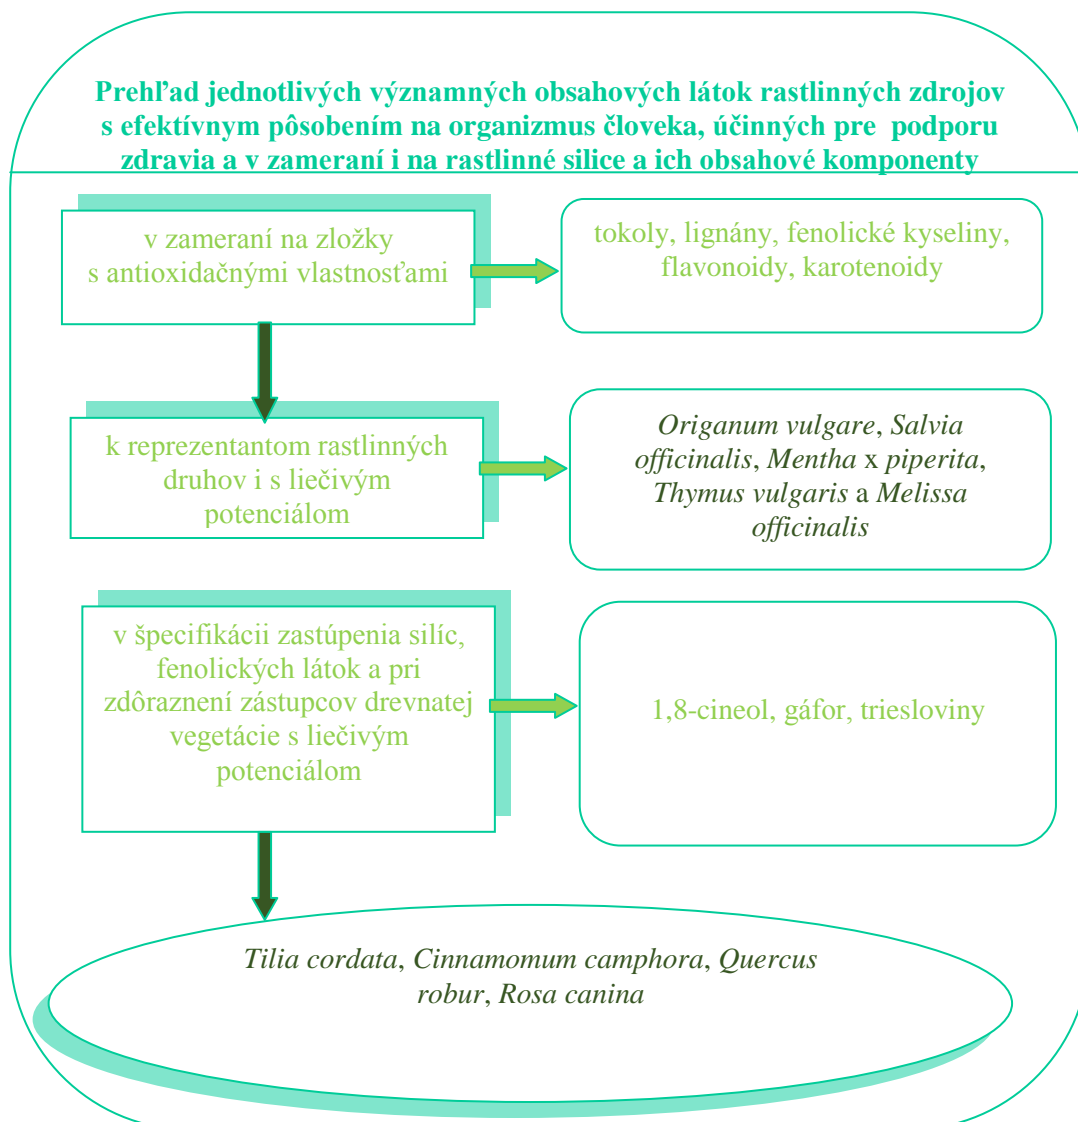 Prehľad jednotlivých významných obsahových látok rastlinných zdrojov
s efektívnym pôsobením na organizmus človeka, účinných pre podporu
zdravia a v zameraní i na rastlinné silice a ich obsahové komponenty
v zameraní na zložky
s antioxidačnými vlastnosťami
tokoly, lignány, fenolické kyseliny,
flavonoidy, karotenoidy
k reprezentantom rastlinných
druhov i s liečivým
potenciálom
Origanum vulgare, Salvia
officinalis, Mentha x piperita,
Thymus vulgaris a Melissa
officinalis
v špecifikácii zastúpenia silíc,
fenolických látok a pri
zdôraznení zástupcov drevnatej
vegetácie s liečivým
potenciálom
1,8-cineol, gáfor, triesloviny
Tilia cordata, Cinnamomum camphora, Quercus
robur, Rosa canina